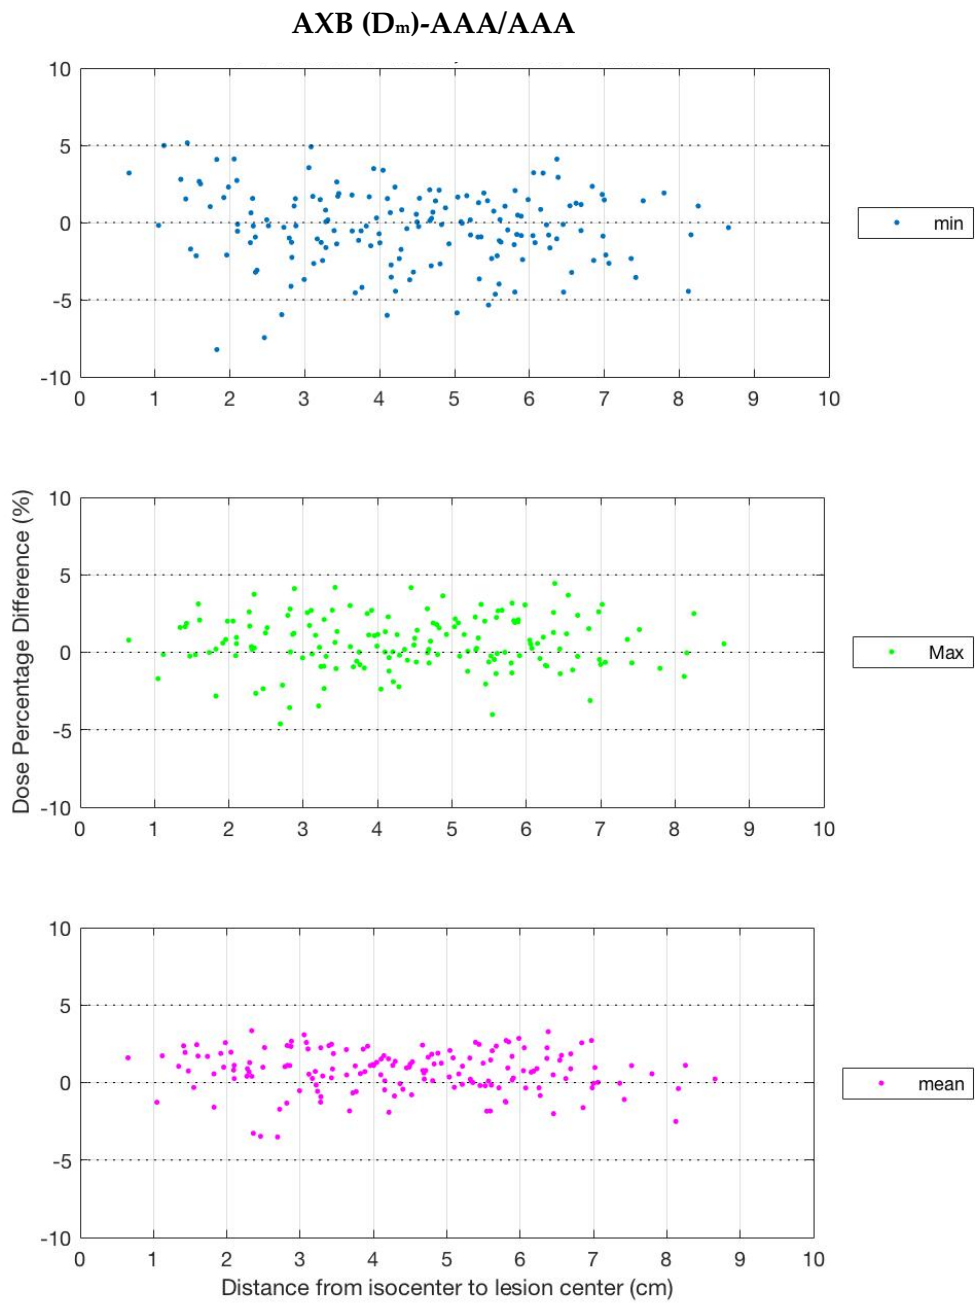 AXB (Dm)-AAA/AAA
10
5
0
-5
-10
0 1 2 3 4 5 6 7 8 9 10
min
Dose Percentage Difference (%)
10
5
0
-5
-10
0 1 2 3 4 5 6 7 8 9 10
Max
10
5
0
-5
-10
0 1 2 3 4 5 6 7 8 9 10
mean
Distance from isocenter to lesion center (cm)